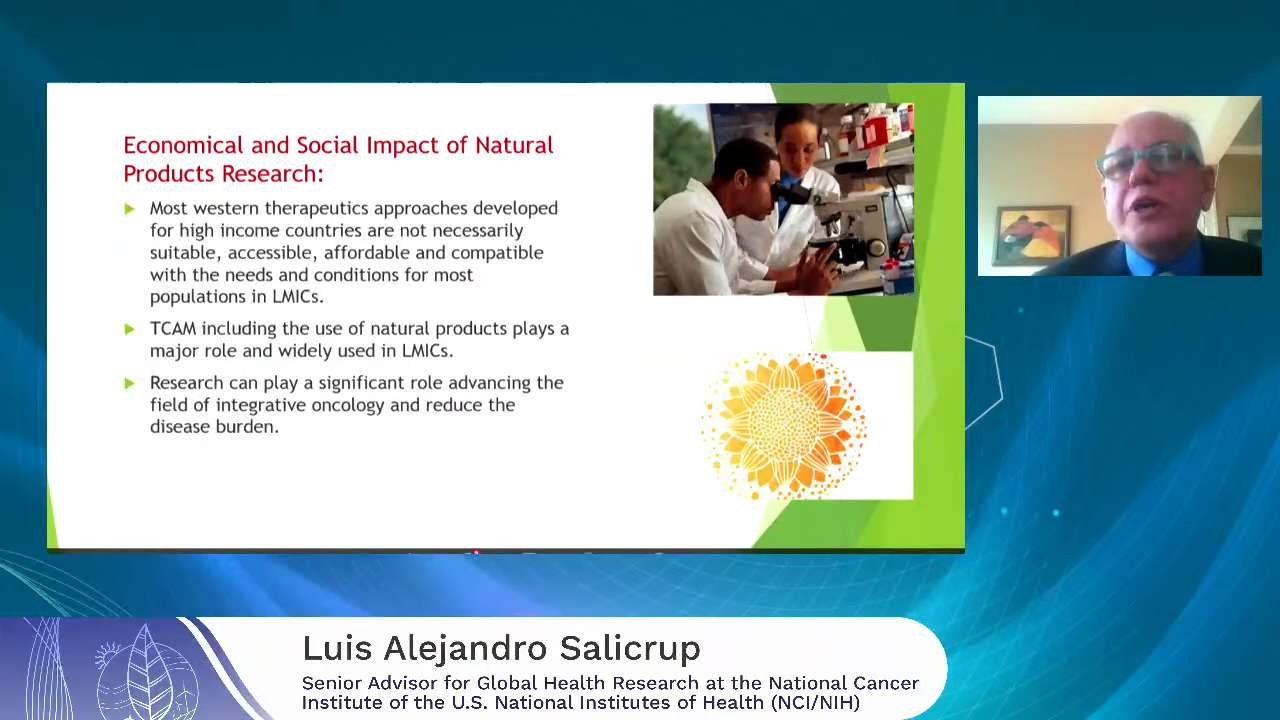 Economical and Social Impact of Natural
Products Research:
Most western therapeutics approaches developed
for high income countries are not necessarily
suitable, accessible, affordable and compatible
with the needs and conditions for most
populations in LMICs.
TCAM including the use of natural products plays a
major role and widely used in LMICs.
Research can play a significant role advancing the
field of integrative oncology and reduce the
disease burden.
Luis Alejandro Salicrup
Senior Advisor for Global Health Research at the National Cancer
Institute of the U.S. National Institutes of Health (NCI/NIH)